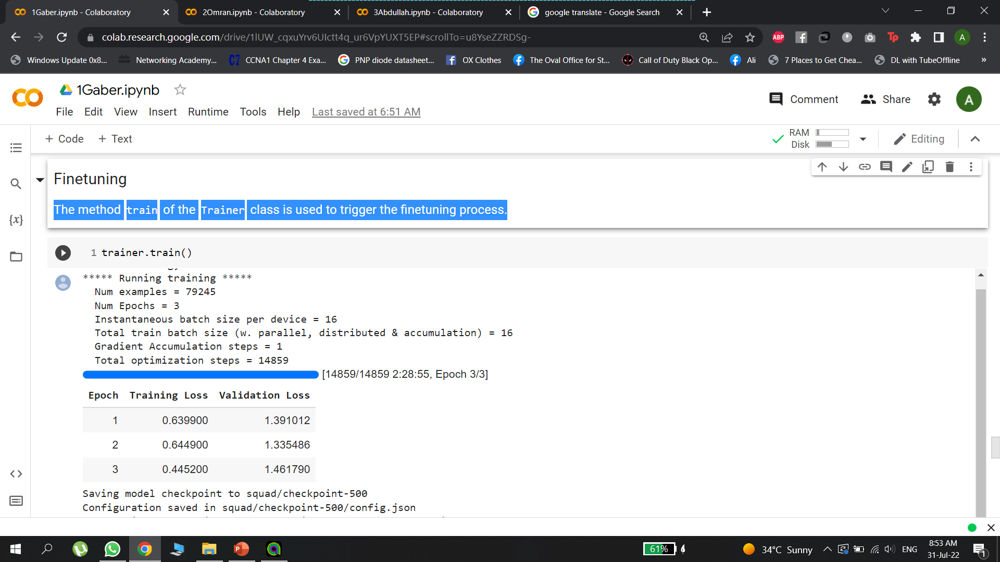 1Gaber.ipynb - Colaboratory
2Omran.ipynb - Colaboratory
3Abdullah.ipynb - Colaboratory
google translate - Google Search
colab.research.google.com/drive/1lUW_cqxuYrv6UIctt4q_ur6VpYUXT5EP#scrollTo=u8YseZZRDSg-
ABP
Tp
A
Windows Update 0x8...
Networking Academy...
CCNA1 Chapter 4 Exa...
PNP diode datasheet...
OX Clothes
The Oval Office for St...
Call of Duty Black Op...
Ali
7 Places to Get Chea...
DL with TubeOffline
»
1Gaber.ipynb
Comment
Share
A
File Edit View Insert Runtime Tools Help Last saved at 6:51 AM
+ Code + Text
RAM
Disk
Editing
Finetuning
The method train of the Trainer class is used to trigger the finetuning process.
{x}
1 trainer.train()
***** Running training *****
Num examples = 79245
Num Epochs = 3
Instantaneous batch size per device = 16
Total train batch size (w. parallel, distributed & accumulation) = 16
Gradient Accumulation steps = 1
Total optimization steps = 14859
[14859/14859 2:28:55, Epoch 3/3]
Epoch Training Loss Validation Loss
1 0.639900 1.391012
2 0.644900 1.335486
3 0.445200 1.461790
Saving model checkpoint to squad/checkpoint-500
Configuration saved in squad/checkpoint-500/config.json
61%
34°C Sunny
ENG
8:53 AM
31-Jul-22
1